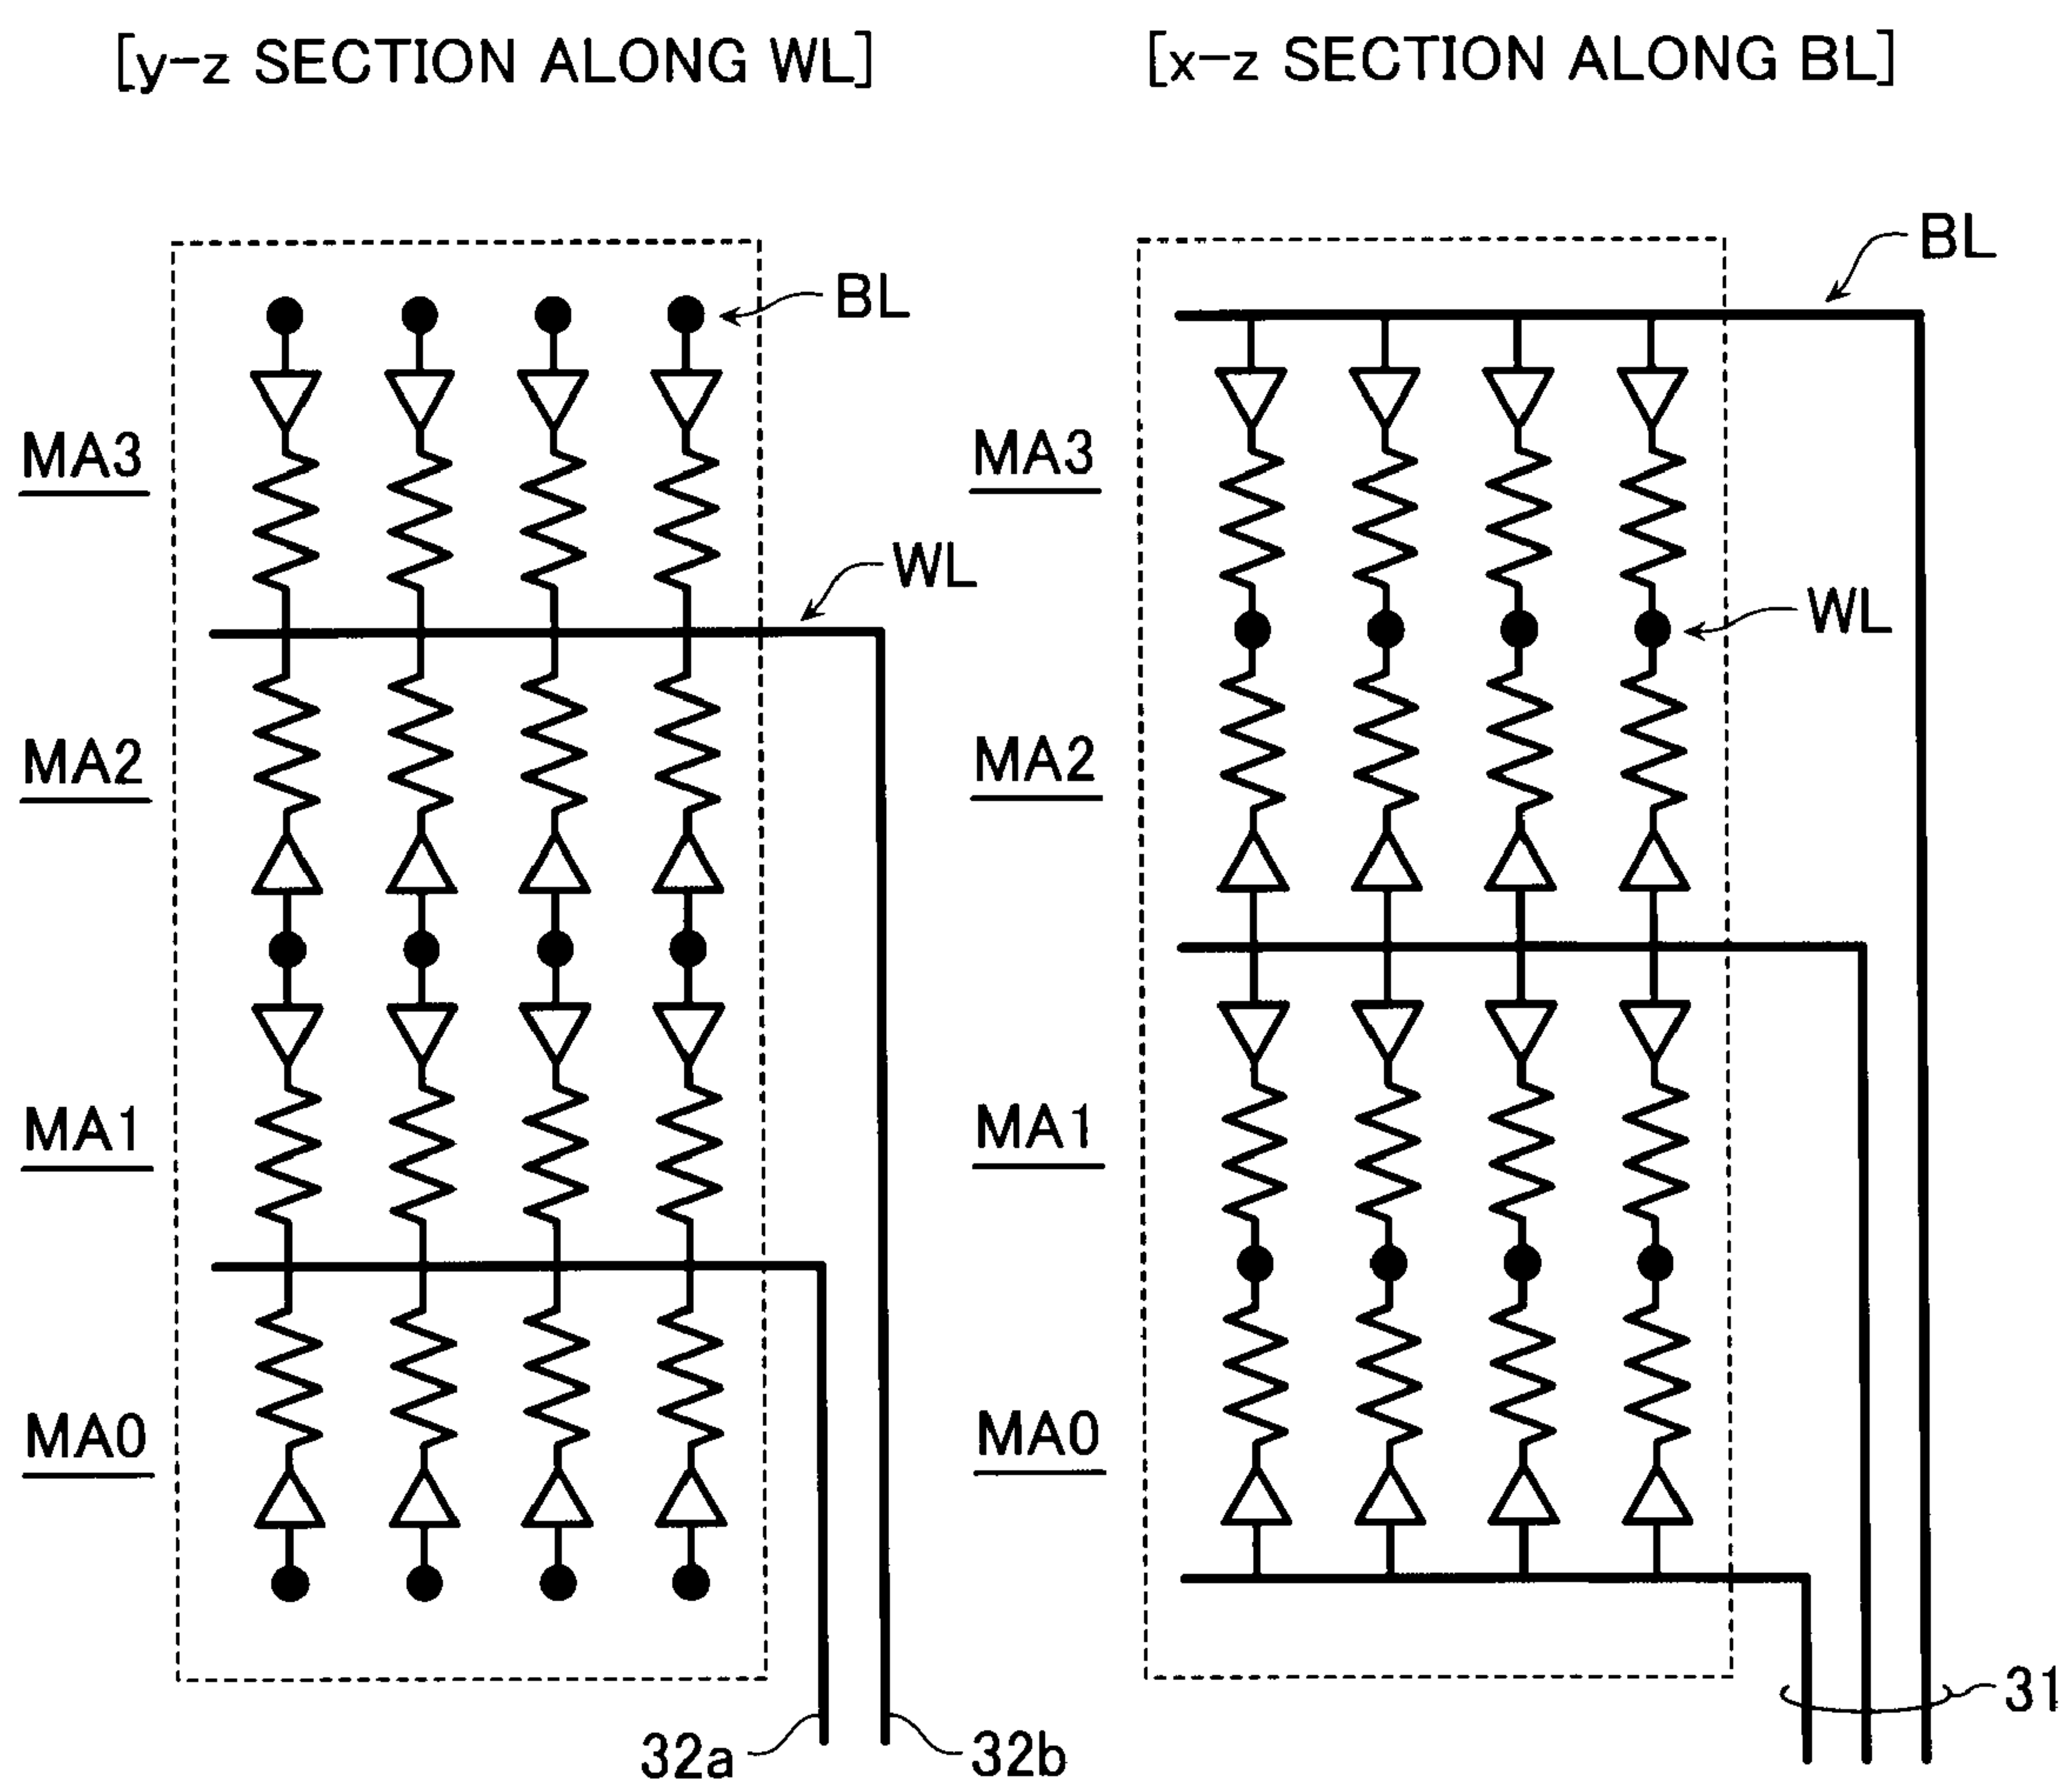 [y-z SECTION ALONG WL]
BL
MA3
WL
MA2
MA1
MA0
32a
32b
[x-z SECTION ALONG BL]
BL
MA3
WL
MA2
MA1
MA0
31